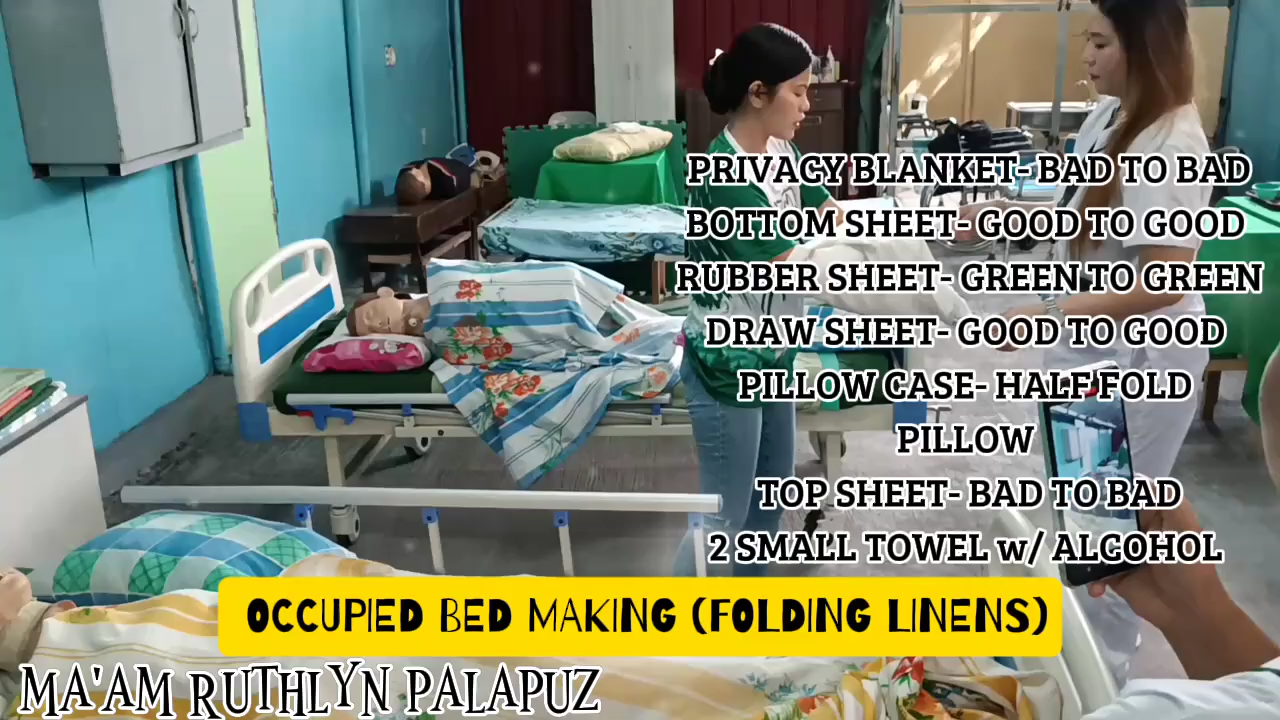 PRIVACY BLANKET- BAD TO BAD
BOTTOM SHEET- GOOD TO GOOD
RUBBER SHEET- GREEN TO GREEN
DRAW SHEET- GOOD TO GOOD
PILLOW CASE- HALF FOLD
PILLOW
TOP SHEET- BAD TO BAD
2 SMALL TOWEL w/ ALCOHOL
OCCUPIED BED MAKING (FOLDING LINENS)
MA'AM RUTHLYN PALAPUZ